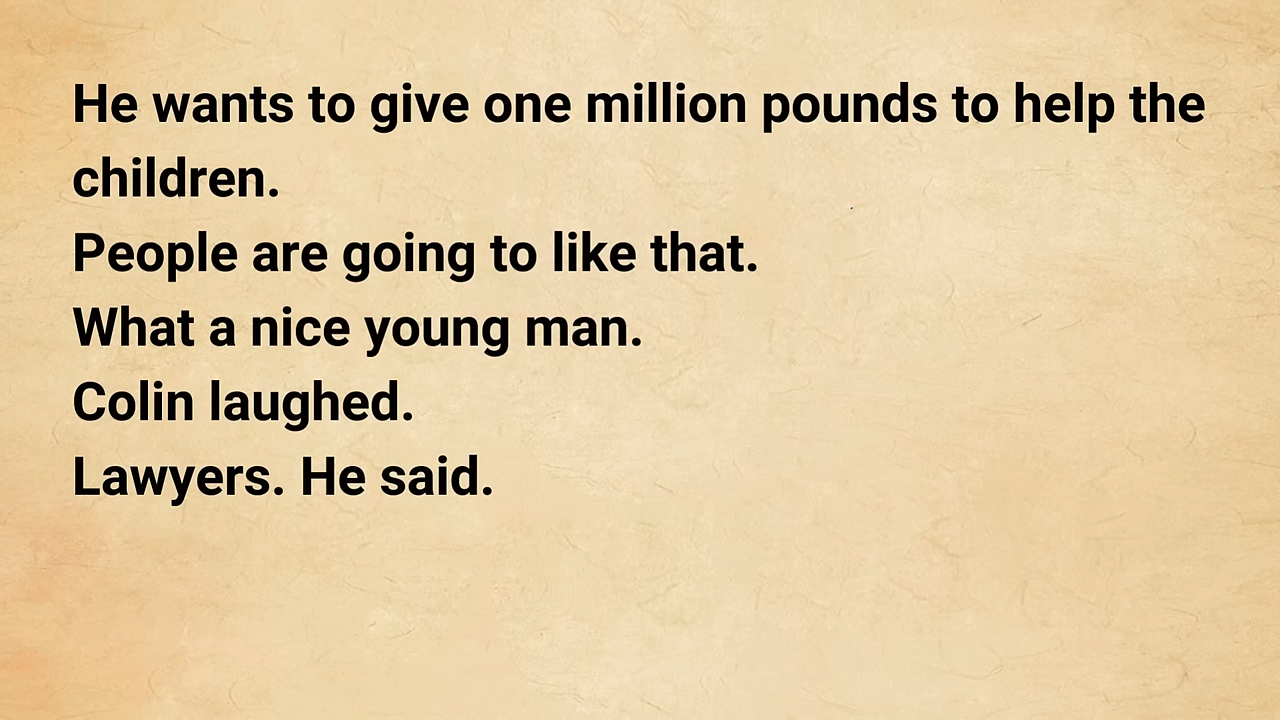 He wants to give one million pounds to help the
children.
People are going to like that.
What a nice young man.
Colin laughed.
Lawyers. He said.